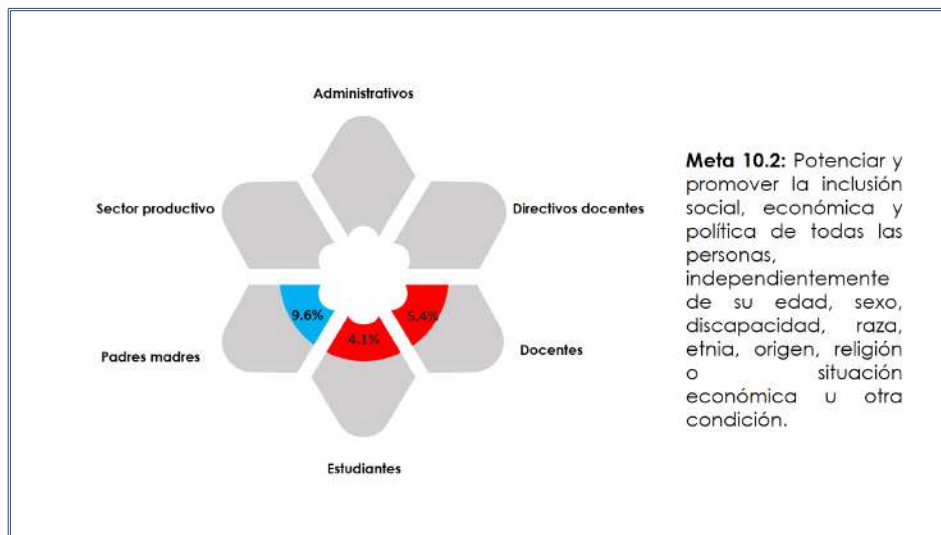 Administrativos
Sector productivo
Directivos docentes
9.6%
4.1%
5.4%
Padres madres
Docentes
Estudiantes
Meta 10.2: Potenciar y
promover la inclusión
social, económica y
política de todas las
personas,
independientemente
de su edad, sexo,
discapacidad, raza,
etnia, origen, religión
o situación
económica u otra
condición.